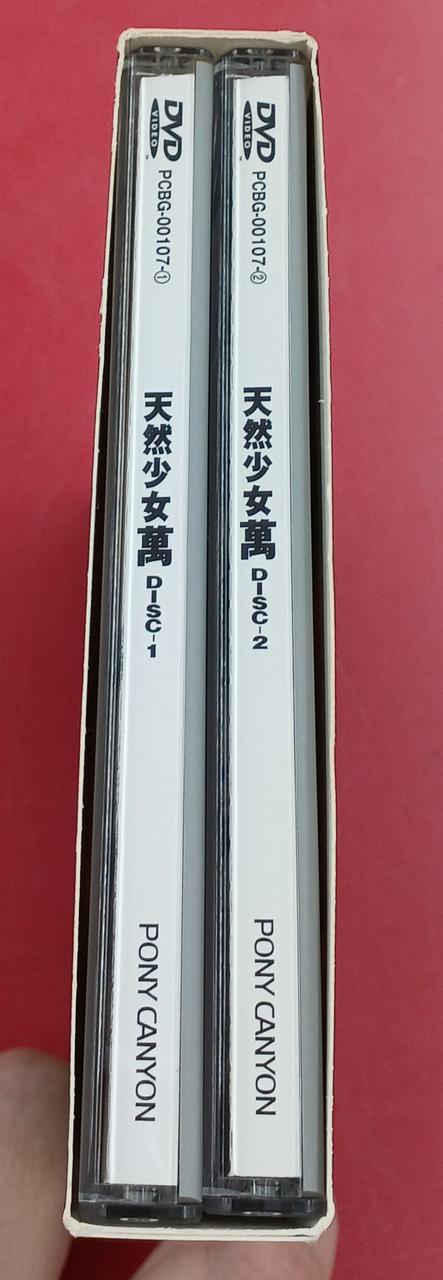 DVD
VIDEO
PCBG-00107-①
天然少女萬
DISC-1
PONY CANYON
DVD
VIDEO
PCBG-00107-②
天然少女萬
DISC-2
PONY CANYON